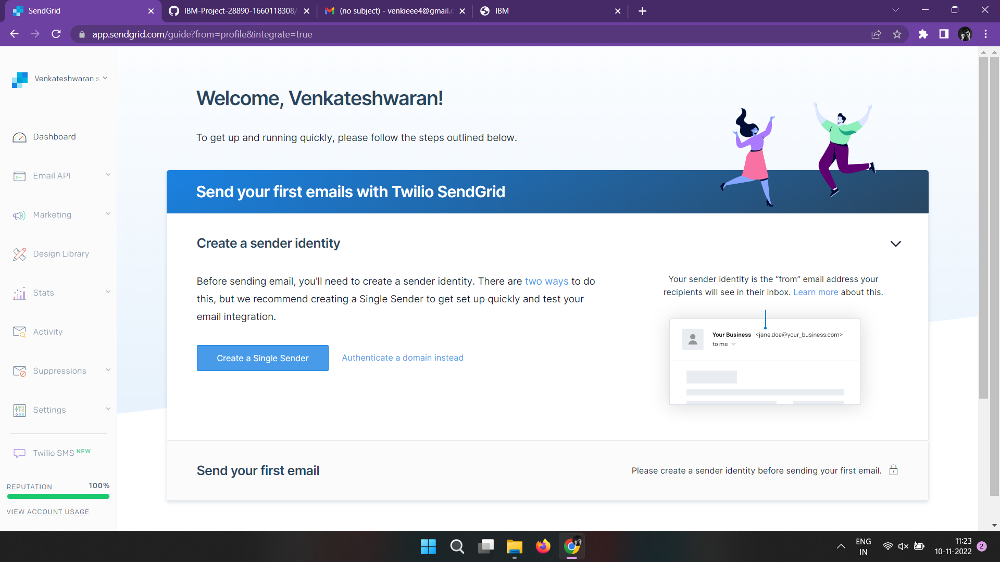 SendGrid
IBM-Project-28890-1660118308/
(no subject) - venkieee4@gmail.c
IBM
app.sendgrid.com/guide?from=profile&integrate=true
Venkateshwaran s
Dashboard
Email API
Marketing
Design Library
Stats
Activity
Suppressions
Settings
Twilio SMS NEW
REPUTATION 100%
VIEW ACCOUNT USAGE
Welcome, Venkateshwaran!
To get up and running quickly, please follow the steps outlined below.
Send your first emails with Twilio SendGrid
Create a sender identity
Before sending email, you’ll need to create a sender identity. There are two ways to do
this, but we recommend creating a Single Sender to get set up quickly and test your
email integration.
Create a Single Sender
Authenticate a domain instead
Your sender identity is the “from” email address your
recipients will see in their inbox. Learn more about this.
Your Business <jane.doe@your_business.com>
to me
Send your first email
Please create a sender identity before sending your first email.
ENG
IN
11:23
10-11-2022
2